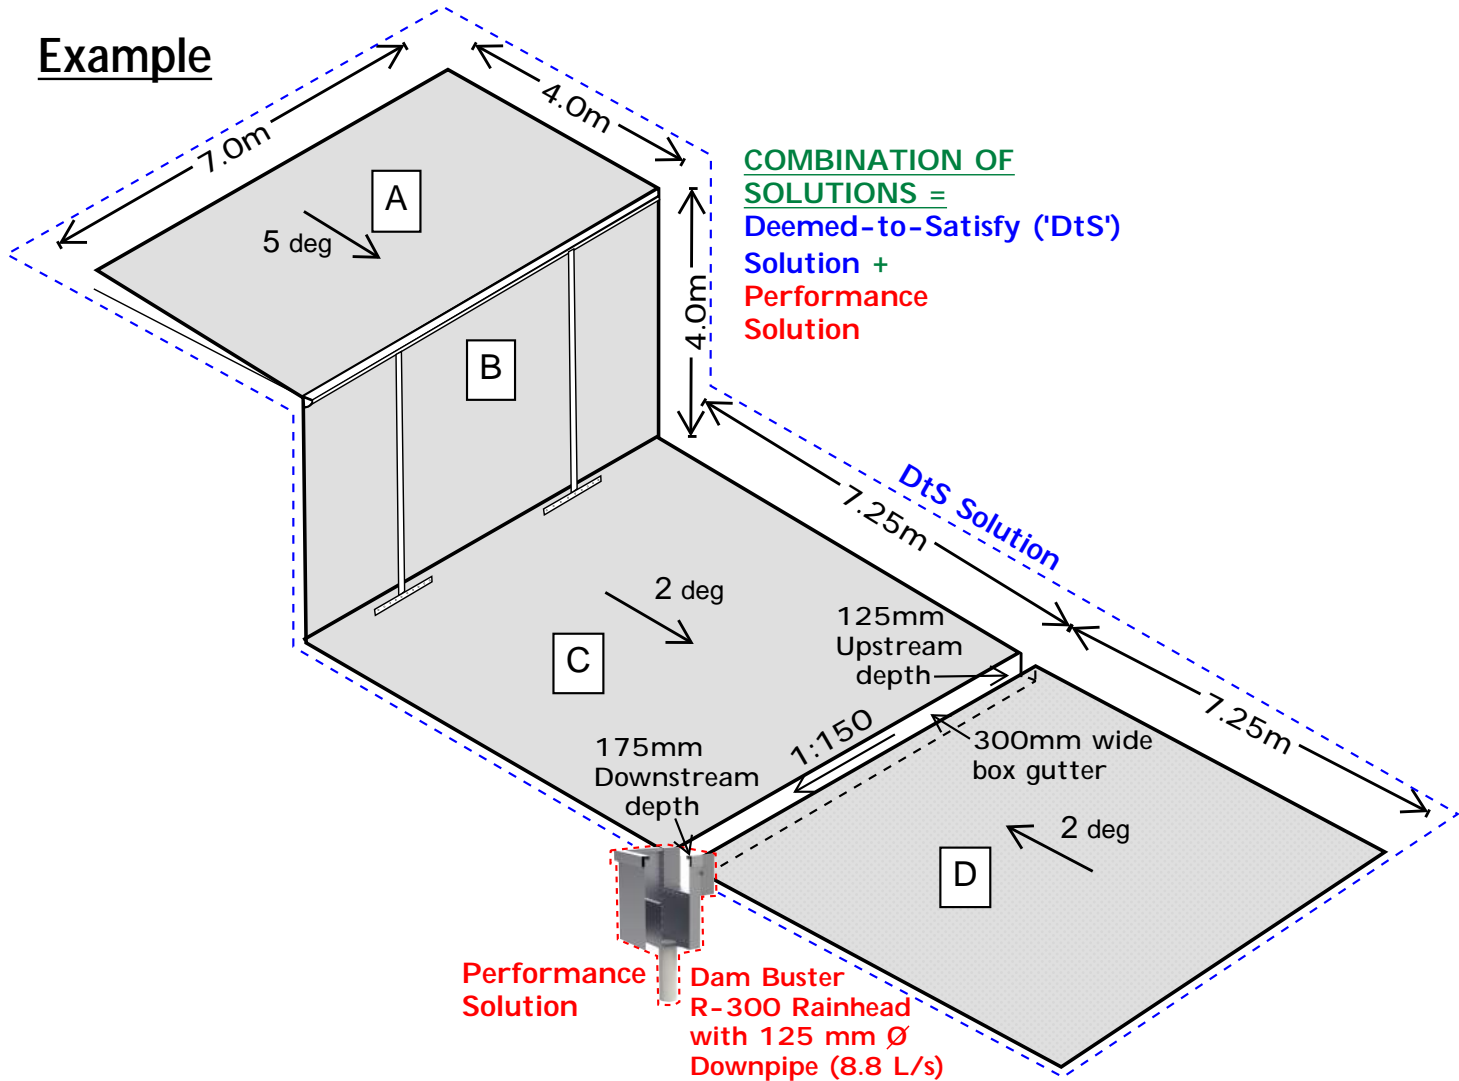 Example
7.0m
4.0m
A
5 deg
COMBINATION OF
SOLUTIONS =
Deemed-to-Satisfy ('DtS')
Solution +
Performance
Solution
4.0m
B
DtS Solution
7.25m
2 deg
C
125mm
Upstream
depth
7.25m
1:150
300mm wide
box gutter
175mm
Downstream
depth
2 deg
D
Performance
Solution
Dam Buster
R-300 Rainhead
with 125 mm Ø
Downpipe (8.8 L/s)